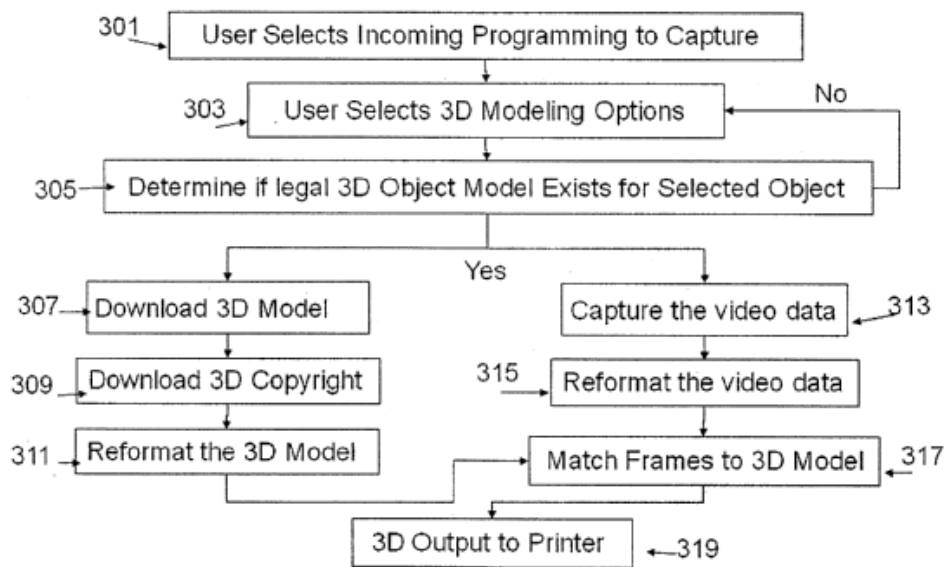 301
User Selects Incoming Programming to Capture
303
User Selects 3D Modeling Options
No
305
Determine if legal 3D Object Model Exists for Selected Object
Yes
307
Download 3D Model
Capture the video data
313
309
Download 3D Copyright
315
Reformat the video data
311
Reformat the 3D Model
Match Frames to 3D Model
317
3D Output to Printer
319